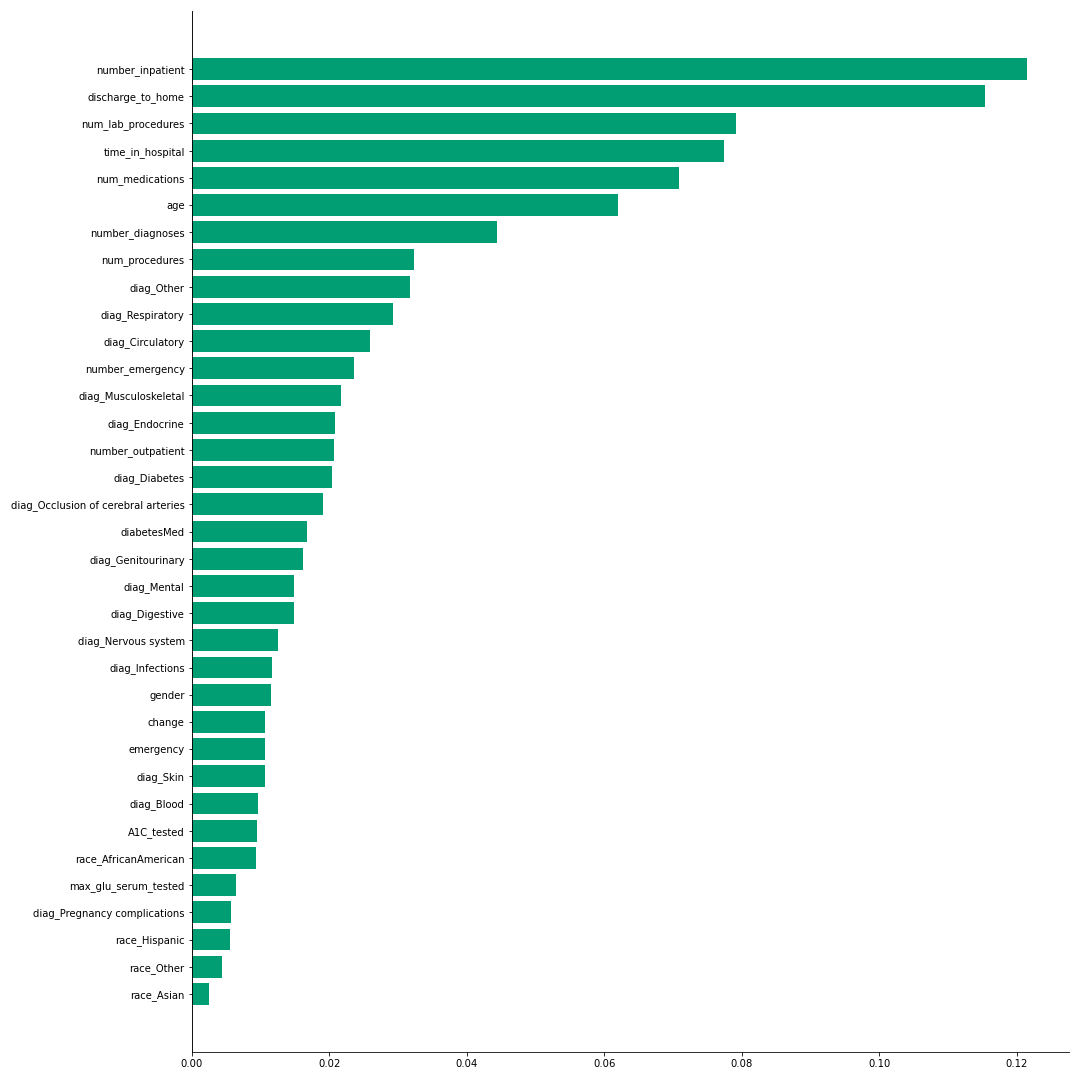 number_inpatient
discharge_to_home
num_lab_procedures
time_in_hospital
num_medications
age
number_diagnoses
num_procedures
diag_Other
diag_Respiratory
diag_Circulatory
number_emergency
diag_Musculoskeletal
diag_Endocrine
number_outpatient
diag_Diabetes
diag_Occlusion of cerebral arteries
diabetesMed
diag_Genitourinary
diag_Mental
diag_Digestive
diag_Nervous system
diag_Infections
gender
change
emergency
diag_Skin
diag_Blood
A1C_tested
race_AfricanAmerican
max_glu_serum_tested
diag_Pregnancy complications
race_Hispanic
race_Other
race_Asian
0.00 0.02 0.04 0.06 0.08 0.10 0.12